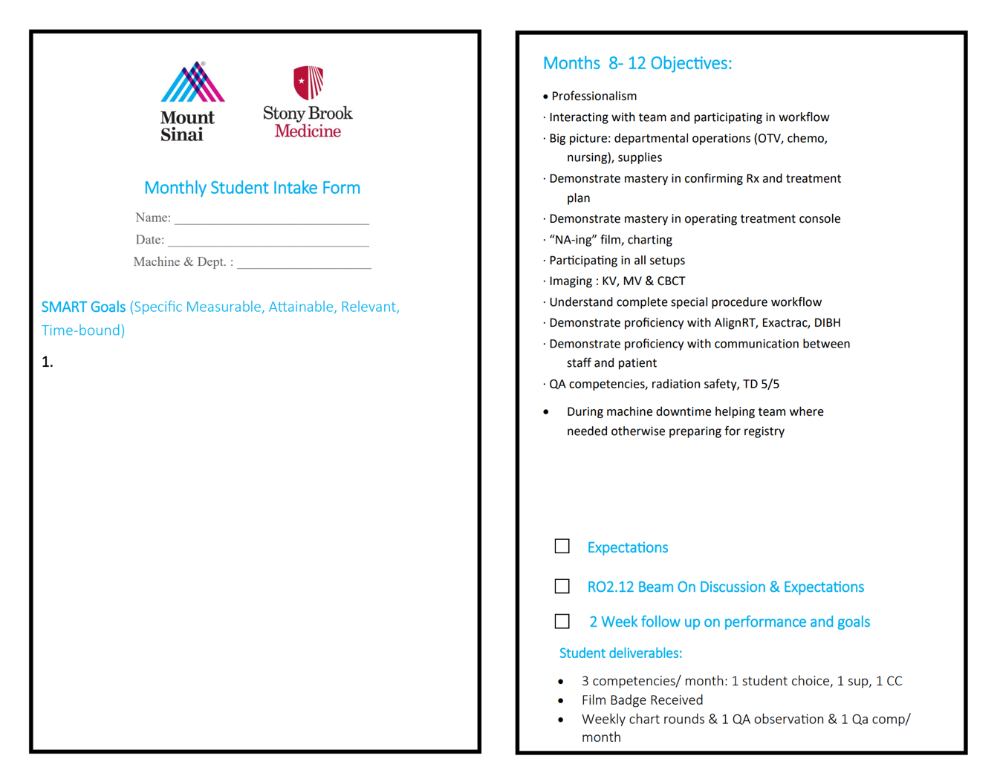 Mount
Sinai
®
Stony Brook
Medicine
Monthly Student Intake Form
Name: ____________________________
Date: _____________________________
Machine & Dept. : ___________________
SMART Goals (Specific Measurable, Attainable, Relevant,
Time-bound)
1.
Months  8- 12 Objectives:
• Professionalism
· Interacting with team and participating in workflow
· Big picture: departmental operations (OTV, chemo,
nursing), supplies
· Demonstrate mastery in confirming Rx and treatment
plan
· Demonstrate mastery in operating treatment console
· “NA-ing” film, charting
· Participating in all setups
· Imaging : KV, MV & CBCT
· Understand complete special procedure workflow
· Demonstrate proficiency with AlignRT, Exactrac, DIBH
· Demonstrate proficiency with communication between
staff and patient
· QA competencies, radiation safety, TD 5/5
• During machine downtime helping team where
needed otherwise preparing for registry
Expectations
RO2.12 Beam On Discussion & Expectations
2 Week follow up on performance and goals
Student deliverables:
• 3 competencies/ month: 1 student choice, 1 sup, 1 CC
• Film Badge Received
• Weekly chart rounds & 1 QA observation & 1 Qa comp/
month